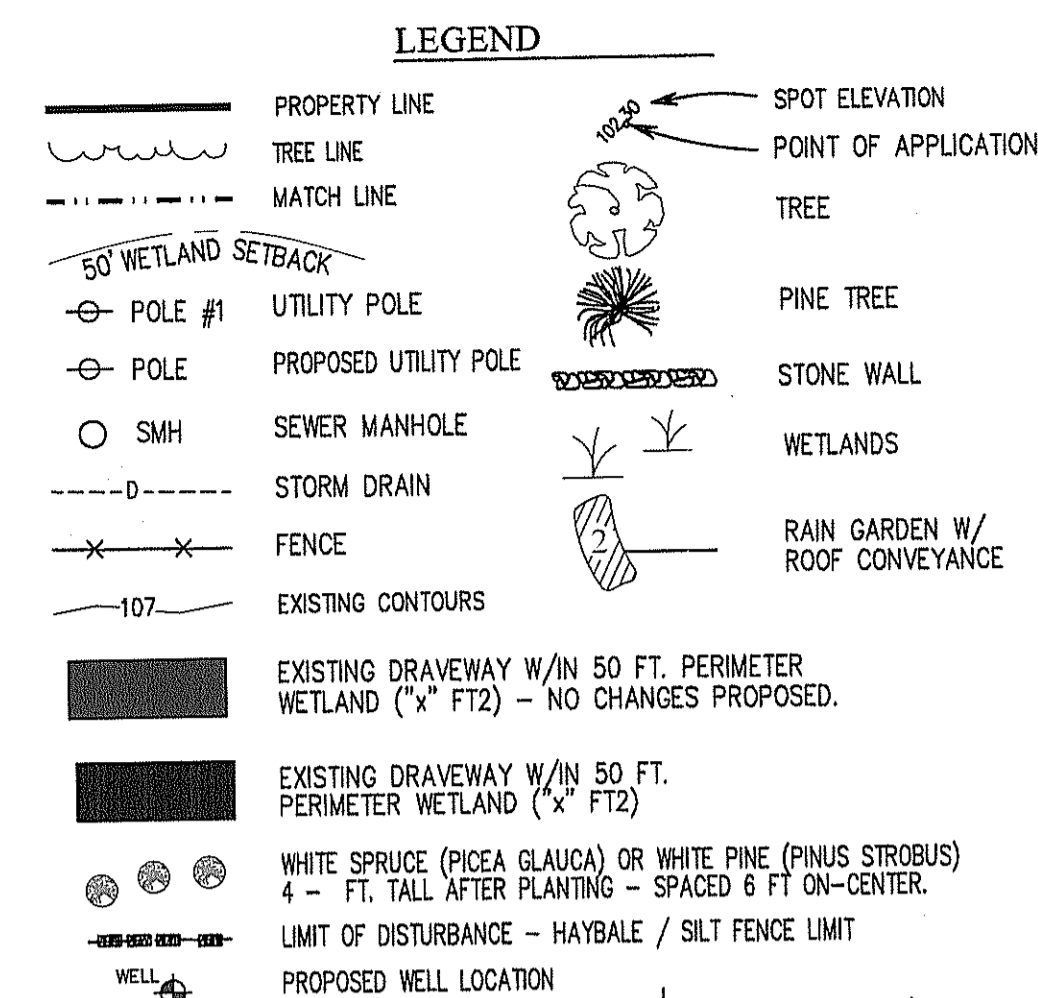 LEGEND
PROPERTY LINE
TREE LINE
MATCH LINE
50' WETLAND SETBACK
POLE #1 UTILITY POLE
POLE PROPOSED UTILITY POLE
SMH SEWER MANHOLE
D STORM DRAIN
FENCE
107 EXISTING CONTOURS
EXISTING DRAVEWAY W/IN 50 FT. PERIMETER
WETLAND ("x" FT2) – NO CHANGES PROPOSED.
EXISTING DRAVEWAY W/IN 50 FT.
PERIMETER WETLAND ("x" FT2)
WHITE SPRUCE (PICEA GLAUCA) OR WHITE PINE (PINUS STROBUS)
4 – FT. TALL AFTER PLANTING – SPACED 6 FT ON-CENTER.
LIMIT OF DISTURBANCE – HAYBALE / SILT FENCE LIMIT
WELL PROPOSED WELL LOCATION
102.30 SPOT ELEVATION
POINT OF APPLICATION
TREE
PINE TREE
STONE WALL
WETLANDS
2 RAIN GARDEN W/
ROOF CONVEYANCE